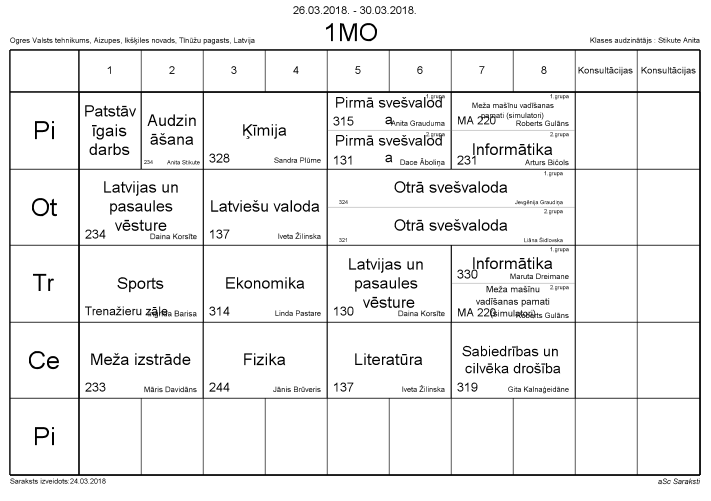 26.03.2018. - 30.03.2018.
1MO
Ogres Valsts tehnikums, Aizupes, Ikšķiles novads, Tīnūžu pagasts, Latvija
Klases audzinātājs : Stikute Anita
1 2 3 4 5 6 7 8 Konsultācijas Konsultācijas
Pi
Patstāv
īgais
darbs
Audzin
āšana
234 Anita Stikute
Ķīmija
328 Sandra Plūme
1.grupa
Pirmā svešvalod
a
315 Anita Grauduma
2.grupa
Pirmā svešvalod
a
131 Dace Āboliņa
1.grupa
Meža mašīnu vadīšanas
pamati (simulatori)
MA 220 Roberts Gulāns
2.grupa
Informātika
231 Arturs Bičols
Ot
Latvijas un
pasaules
vēsture
234 Daina Korsīte
Latviešu valoda
137 Iveta Žilinska
1.grupa
Otrā svešvaloda
324 Jevgēnija Graudiņa
2.grupa
Otrā svešvaloda
321 Liāna Šidlovska
Tr
Sports
Trenažieru zāle Barisa
Ekonomika
314 Linda Pastare
Latvijas un
pasaules
vēsture
130 Daina Korsīte
1.grupa
Informātika
330 Maruta Dreimane
2.grupa
Meža mašīnu
vadīšanas pamati
(simulatori)
MA 220 Roberts Gulāns
Ce
Meža izstrāde
233 Māris Davidāns
Fizika
244 Jānis Brūveris
Literatūra
137 Iveta Žilinska
Sabiedrības un
cilvēka drošība
319 Gita Kalnaģeidāne
Pi
Saraksts izveidots:24.03.2018
aSc Saraksti